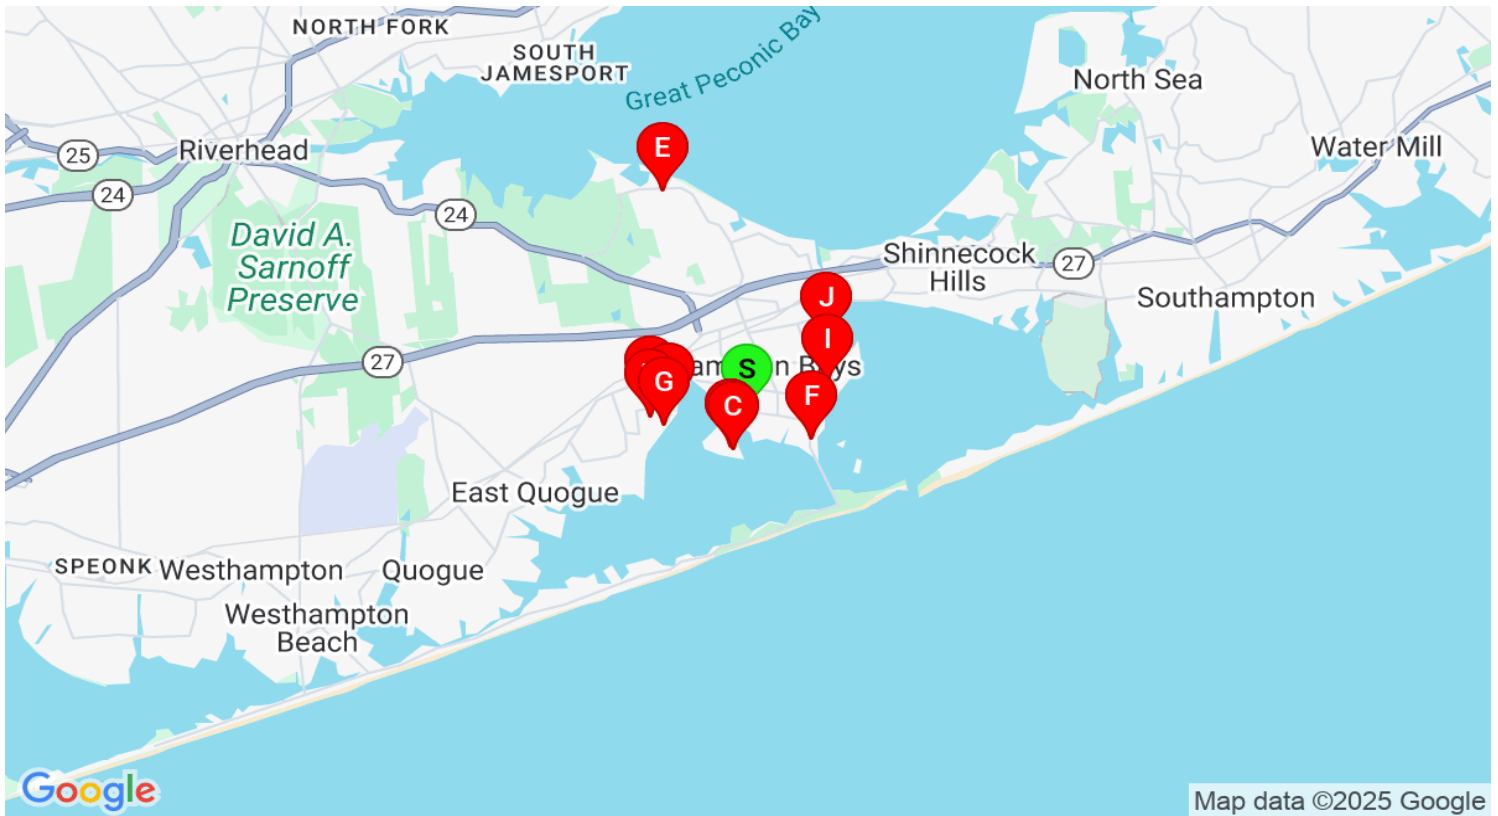 NORTH FORK
SOUTH
JAMESPORT
Great Peconic Bay
North Sea
25
Riverhead
E
Water Mill
24
24
David A.
Sarnoff
Preserve
Shinnecock
Hills
27
J
Southampton
I
27
S
G
C
F
East Quogue
SPEONK
Westhampton
Quogue
Westhampton
Beach
Google
Map data ©2025 Google